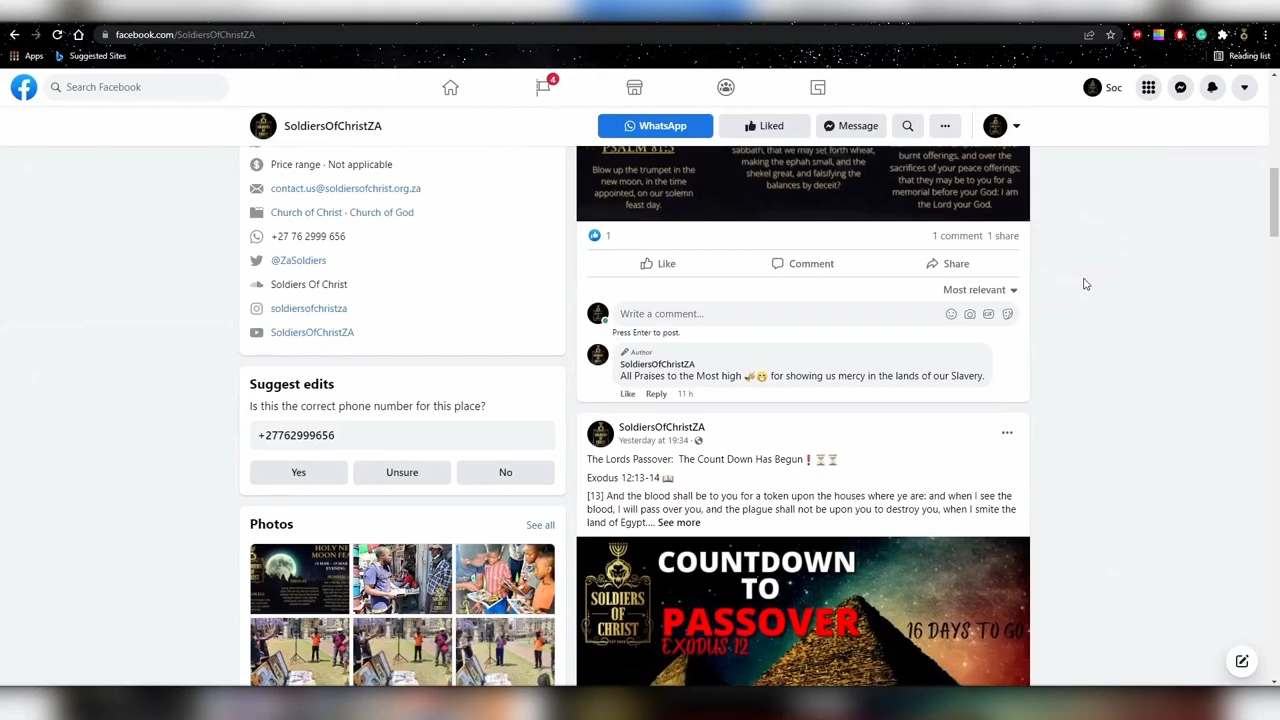 facebook.com/SoldiersOfChristZA
Apps
Suggested Sites
Reading list
Search Facebook
4
Soc
SoldiersOfChristZA
WhatsApp
Liked
Message
Price range · Not applicable
contact.us@soldiersofchrist.org.za
Church of Christ · Church of God
+27 76 2999 656
@ZaSoldiers
Soldiers Of Christ
soldiersofchristza
SoldiersOfChristZA
Suggest edits
Is this the correct phone number for this place?
+27762999656
Yes
Unsure
No
Photos
See all
PSALM 81:3
Blow up the trumpet in the
new moon, in the time
appointed, on our solemn
feast day.
sabbath, that we may set forth wheat,
making the ephah small, and the
shekel great, and falsifying the
balances by deceit?
burnt offerings, and over the
sacrifices of your peace offerings;
that they may be to you for a
memorial before your God: I am
the Lord your God.
1
1 comment 1 share
Like
Comment
Share
Most relevant
Write a comment...
Press Enter to post.
Author
SoldiersOfChristZA
All Praises to the Most high 🎺😁 for showing us mercy in the lands of our Slavery.
Like Reply 11 h
SoldiersOfChristZA
Yesterday at 19:34 ·
The Lords Passover: The Count Down Has Begun❗⏳⏳
Exodus 12:13-14 📖
[13] And the blood shall be to you for a token upon the houses where ye are: and when I see the
blood, I will pass over you, and the plague shall not be upon you to destroy you, when I smite the
land of Egypt.... See more
SOLDIERS
OF
CHRIST
COUNTDOWN
TO
PASSOVER
EXODUS 12
16 DAYS TO GO